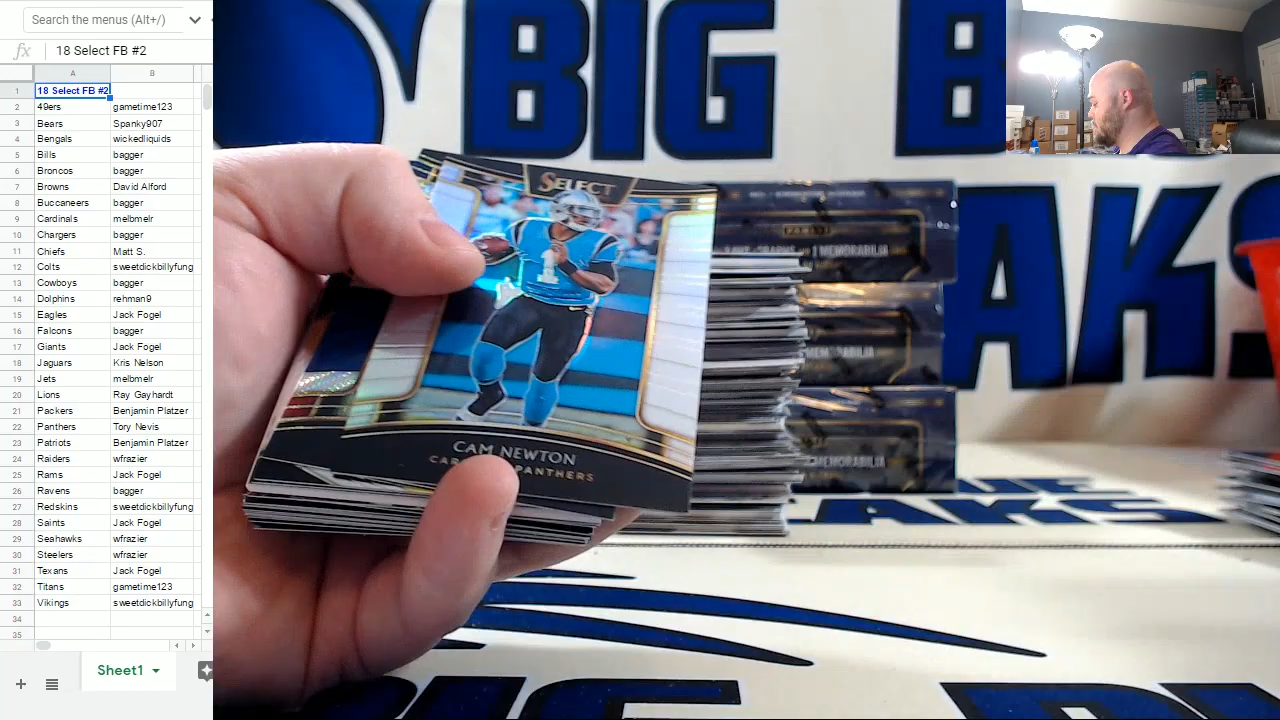 Search the menus (Alt+/)
fx 18 Select FB #2
A B
1 18 Select FB #2
2 49ers gametime123
3 Bears Spanky907
4 Bengals wickedliquids
5 Bills bagger
6 Broncos bagger
7 Browns David Alford
8 Buccaneers bagger
9 Cardinals melbmelr
10 Chargers bagger
11 Chiefs Matt S
12 Colts sweetdickbillyfung
13 Cowboys bagger
14 Dolphins rehman9
15 Eagles Jack Fogel
16 Falcons bagger
17 Giants Jack Fogel
18 Jaguars Kris Nelson
19 Jets melbmelr
20 Lions Ray Gayhardt
21 Packers Benjamin Platzer
22 Panthers Tory Nevis
23 Patriots Benjamin Platzer
24 Raiders wfrazier
25 Rams Jack Fogel
26 Ravens bagger
27 Redskins sweetdickbillyfung
28 Saints Jack Fogel
29 Seahawks wfrazier
30 Steelers wfrazier
31 Texans Jack Fogel
32 Titans gametime123
33 Vikings sweetdickbillyfung
34
35
Sheet1
BIG B
AKS
SELECT
1
CAM NEWTON
PANTHERS
1 MEMORABILIA
MEMORABILIA
MEMORABILIA
AKS
BIG